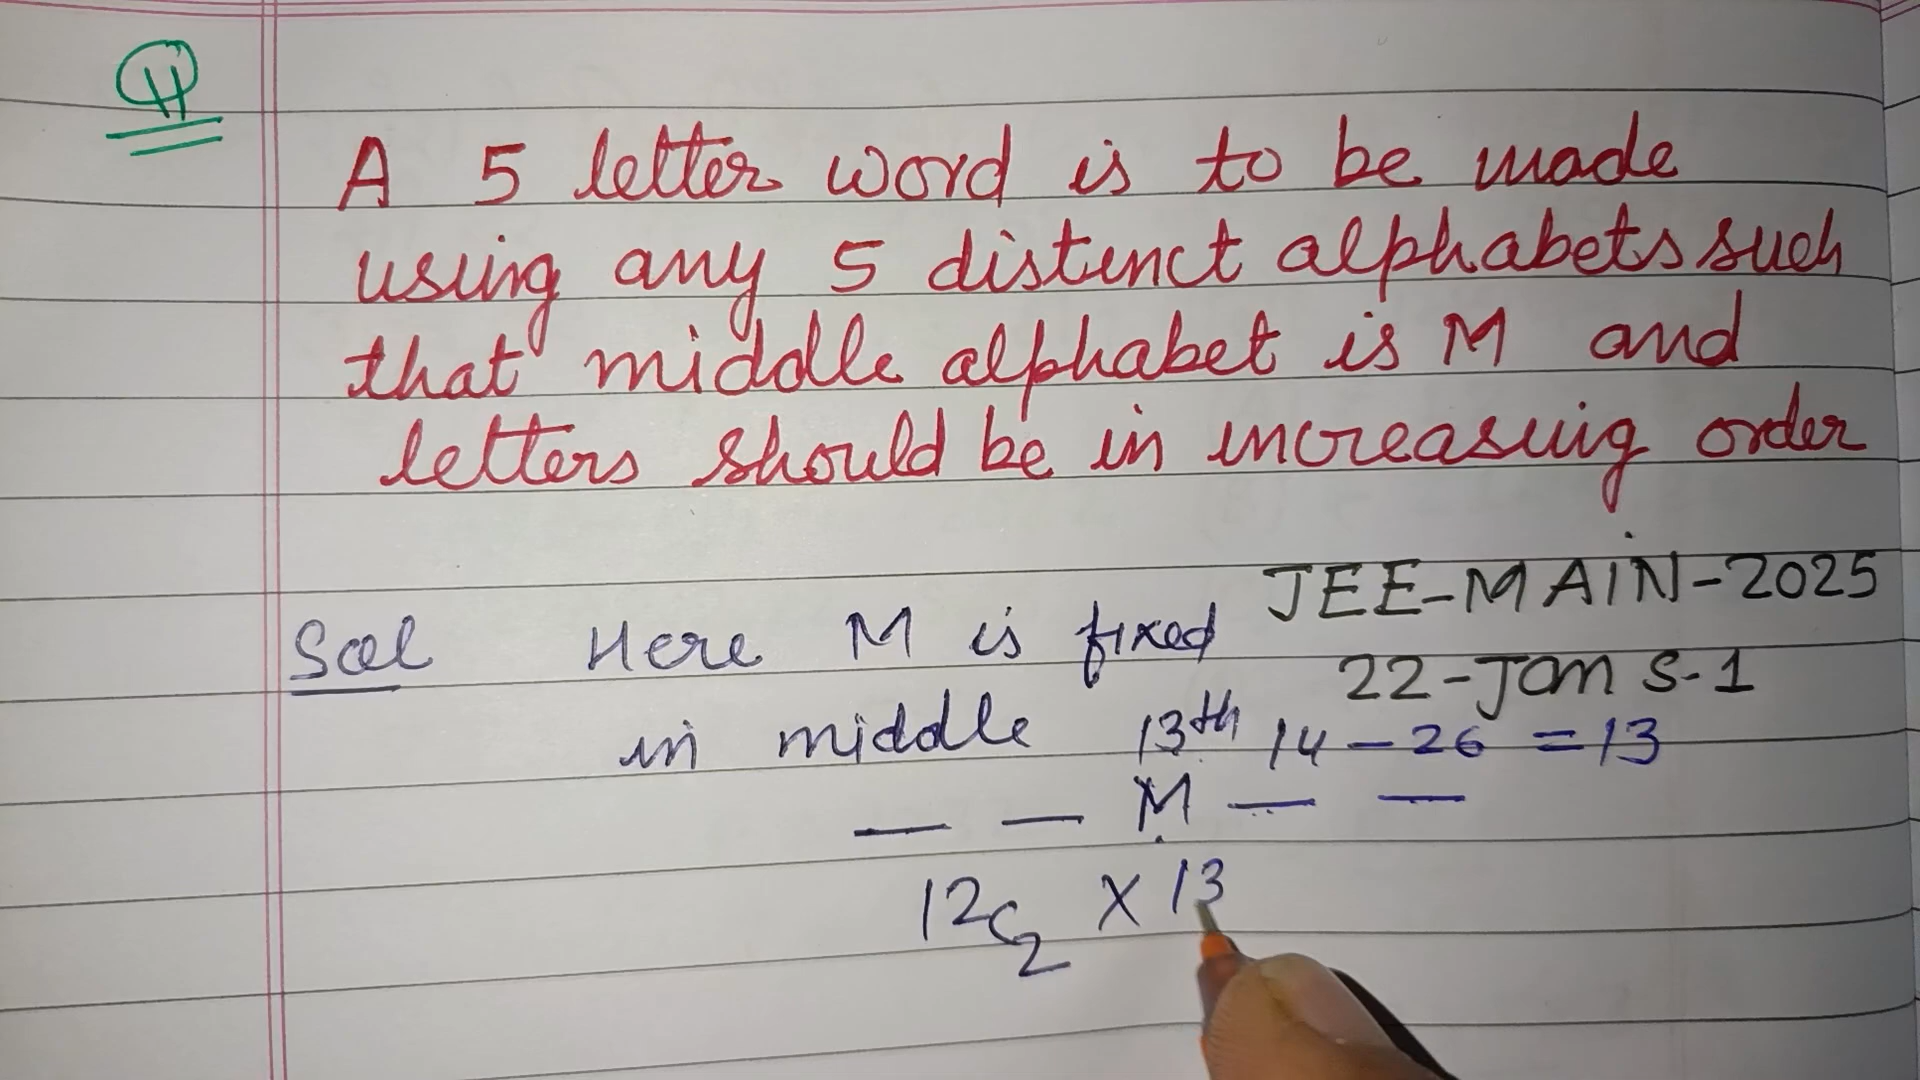 Q
A 5 letter word is to be made
using any 5 distinct alphabets such
that middle alphabet is M and
letters should be in increasing order
JEE-MAIN-2025
Sol Here M is fixed
22-Jan S-1
in middle 13th 14-26 =13
_ _ M _ _
12C2 X 13